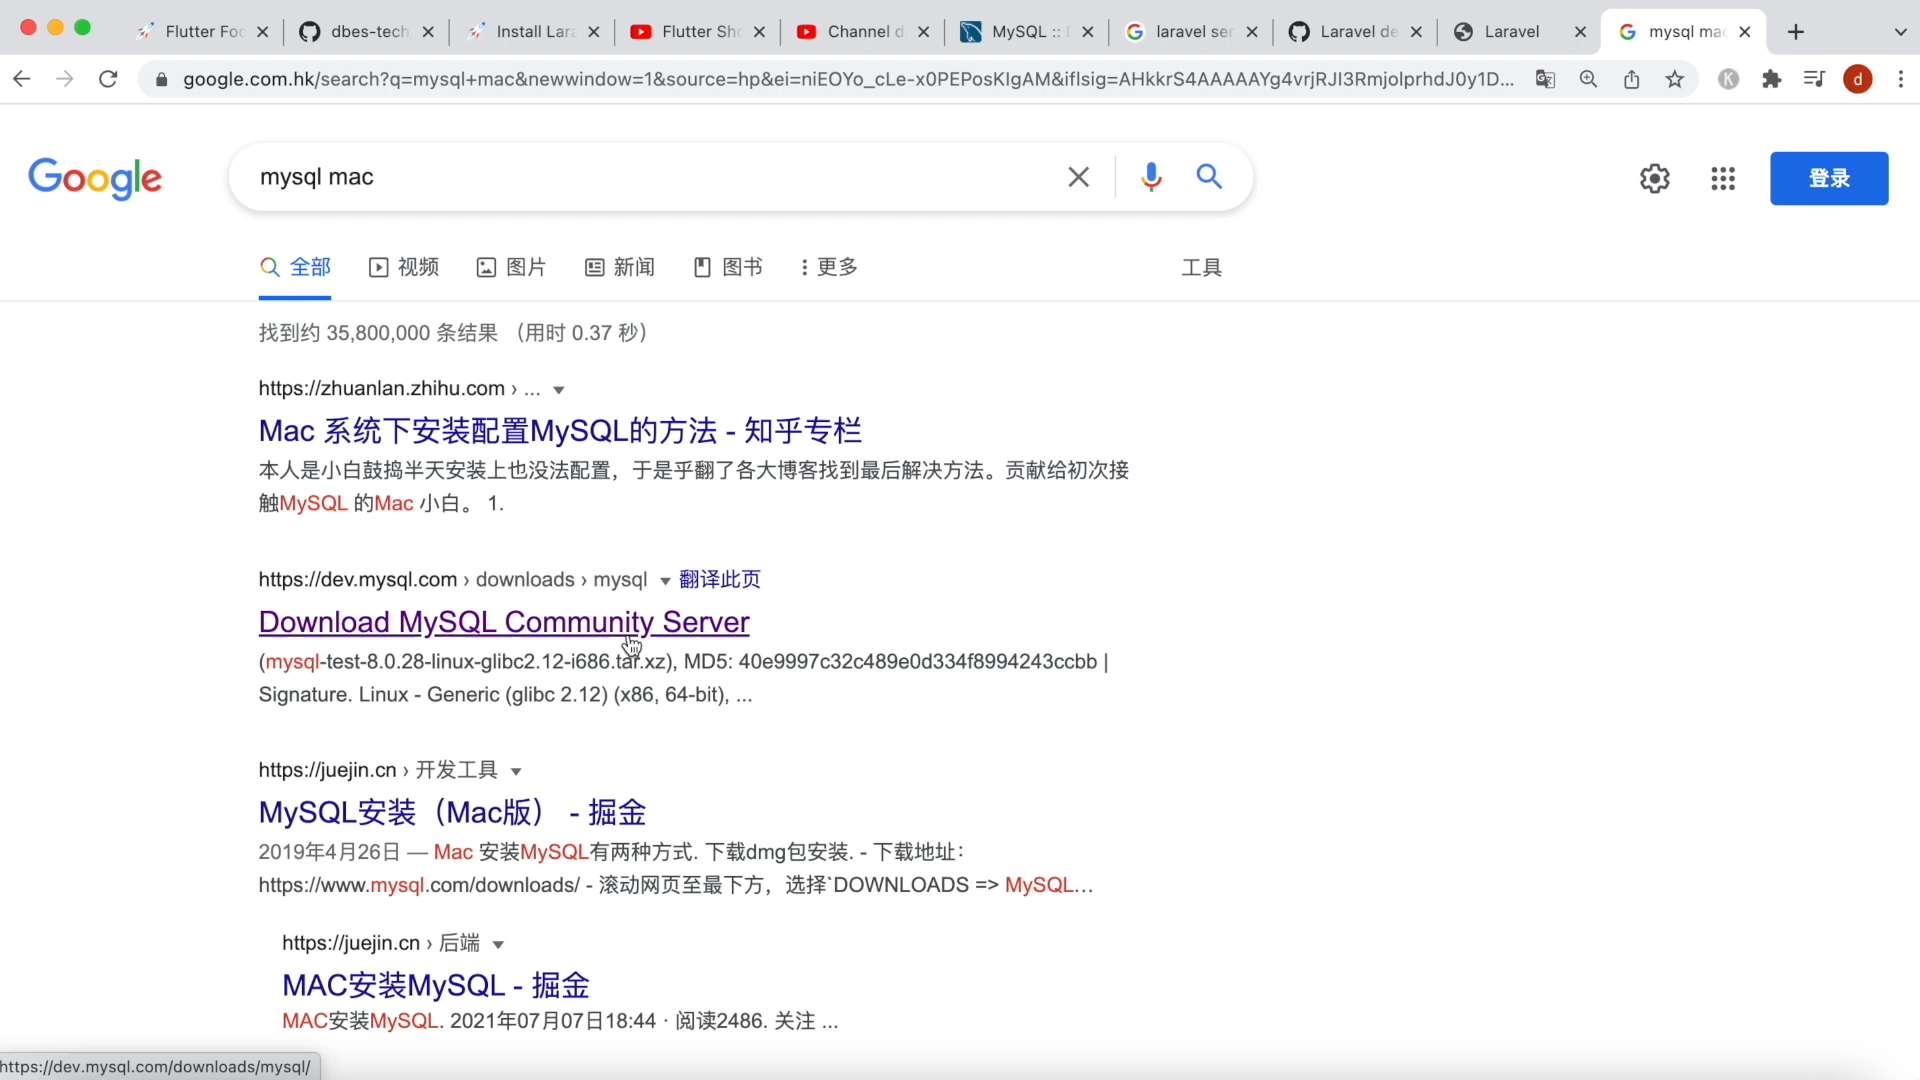 Flutter Foo
dbes-tech
Install Lara
Flutter Sho
Channel d
MySQL ::
laravel ser
Laravel de
Laravel
mysql mac
google.com.hk/search?q=mysql+mac&newwindow=1&source=hp&ei=niEOYo_cLe-x0PEPosKIgAM&iflsig=AHkkrS4AAAAAYg4vrjRJI3RmjolprhdJ0y1D...
K
d
Google
mysql mac
登录
全部
视频
图片
新闻
图书
更多
工具
找到约 35,800,000 条结果 （用时 0.37 秒）
https://zhuanlan.zhihu.com › ...
Mac 系统下安装配置MySQL的方法 - 知乎专栏
本人是小白鼓捣半天安装上也没法配置，于是乎翻了各大博客找到最后解决方法。贡献给初次接
触MySQL 的Mac 小白。 1.
https://dev.mysql.com › downloads › mysql 翻译此页
Download MySQL Community Server
(mysql-test-8.0.28-linux-glibc2.12-i686.tar.xz), MD5: 40e9997c32c489e0d334f8994243ccbb |
Signature. Linux - Generic (glibc 2.12) (x86, 64-bit), ...
https://juejin.cn › 开发工具
MySQL安装（Mac版） - 掘金
2019年4月26日 — Mac 安装MySQL有两种方式. 下载dmg包安装. - 下载地址：
https://www.mysql.com/downloads/ - 滚动网页至最下方，选择`DOWNLOADS => MySQL...
https://juejin.cn › 后端
MAC安装MySQL - 掘金
MAC安装MySQL. 2021年07月07日18:44 · 阅读2486. 关注 ...
https://dev.mysql.com/downloads/mysql/